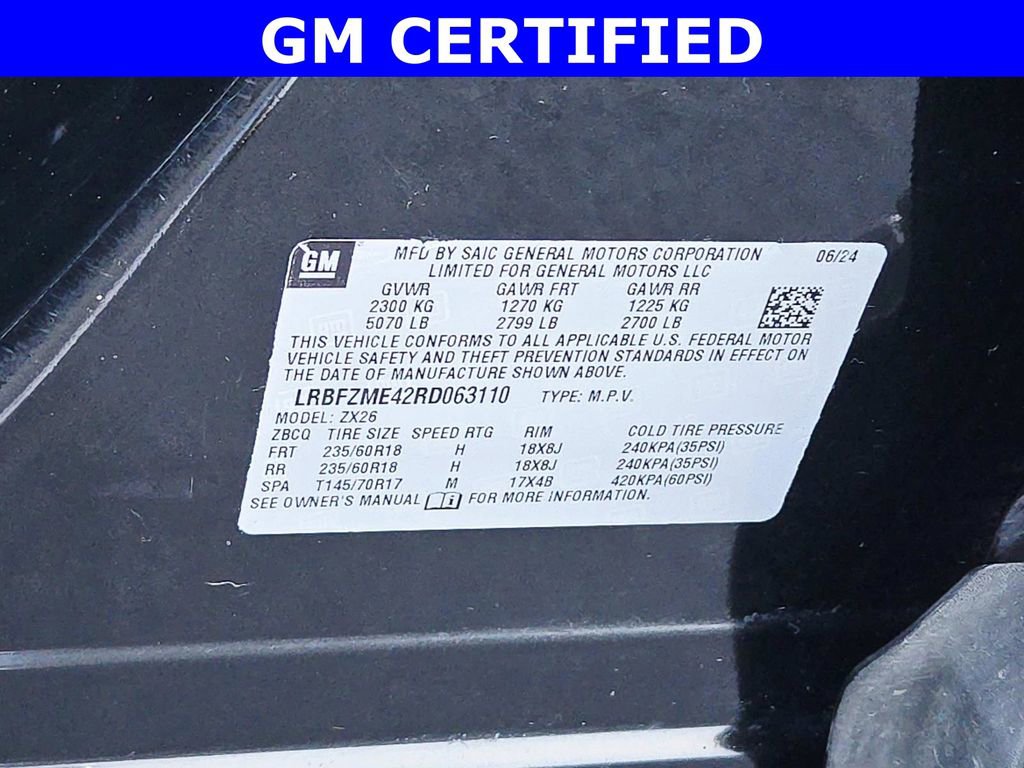 GM CERTIFIED
GM
MFD BY SAIC GENERAL MOTORS CORPORATION 06/24
LIMITED FOR GENERAL MOTORS LLC
GVWR GAWR FRT GAWR RR
2300 KG 1270 KG 1225 KG
5070 LB 2799 LB 2700 LB
THIS VEHICLE CONFORMS TO ALL APPLICABLE U.S. FEDERAL MOTOR
VEHICLE SAFETY AND THEFT PREVENTION STANDARDS IN EFFECT ON
THE DATE OF MANUFACTURE SHOWN ABOVE.
LRBFZME42RD063110 TYPE: M.P.V.
MODEL: ZX26
ZBCQ TIRE SIZE SPEED RTG RIM COLD TIRE PRESSURE
FRT 235/60R18 H 18X8J 240KPA(35PSI)
RR 235/60R18 H 18X8J 240KPA(35PSI)
SPA T145/70R17 M 17X4B 420KPA(60PSI)
SEE OWNER'S MANUAL i FOR MORE INFORMATION.